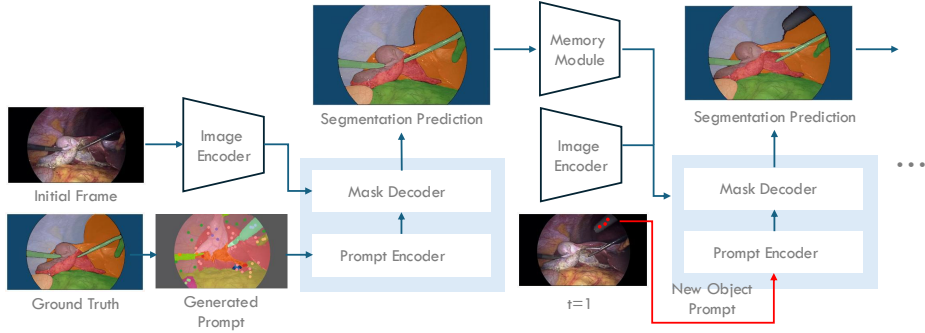 Memory
Module
Segmentation Prediction
Segmentation Prediction
Image
Encoder
Image
Encoder
Initial Frame
Mask Decoder
Mask Decoder
Prompt Encoder
Prompt Encoder
Ground Truth
Generated
Prompt
t=1
New Object
Prompt
...